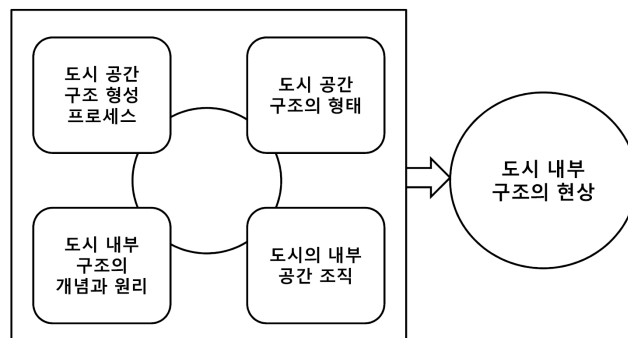 도시 공간
구조 형성
프로세스
도시 공간
구조의 형태
도시 내부
구조의
개념과 원리
도시의 내부
공간 조직
도시 내부
구조의 현상